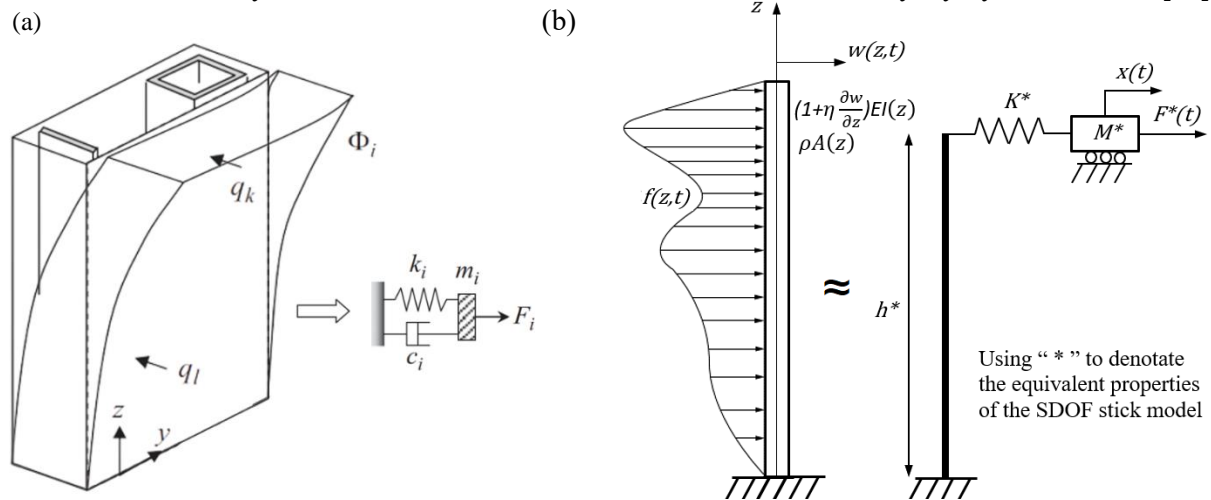 (a)
Φᵢ
qₖ
qₗ
z
y
kᵢ
mᵢ
cᵢ
Fᵢ
(b)
z
w(z,t)
(1+η ∂w/∂z)EI(z)
ρA(z)
f(z,t)
≈
x(t)
K*
M*
F*(t)
h*
Using “ * ” to denotate
the equivalent properties
of the SDOF stick model